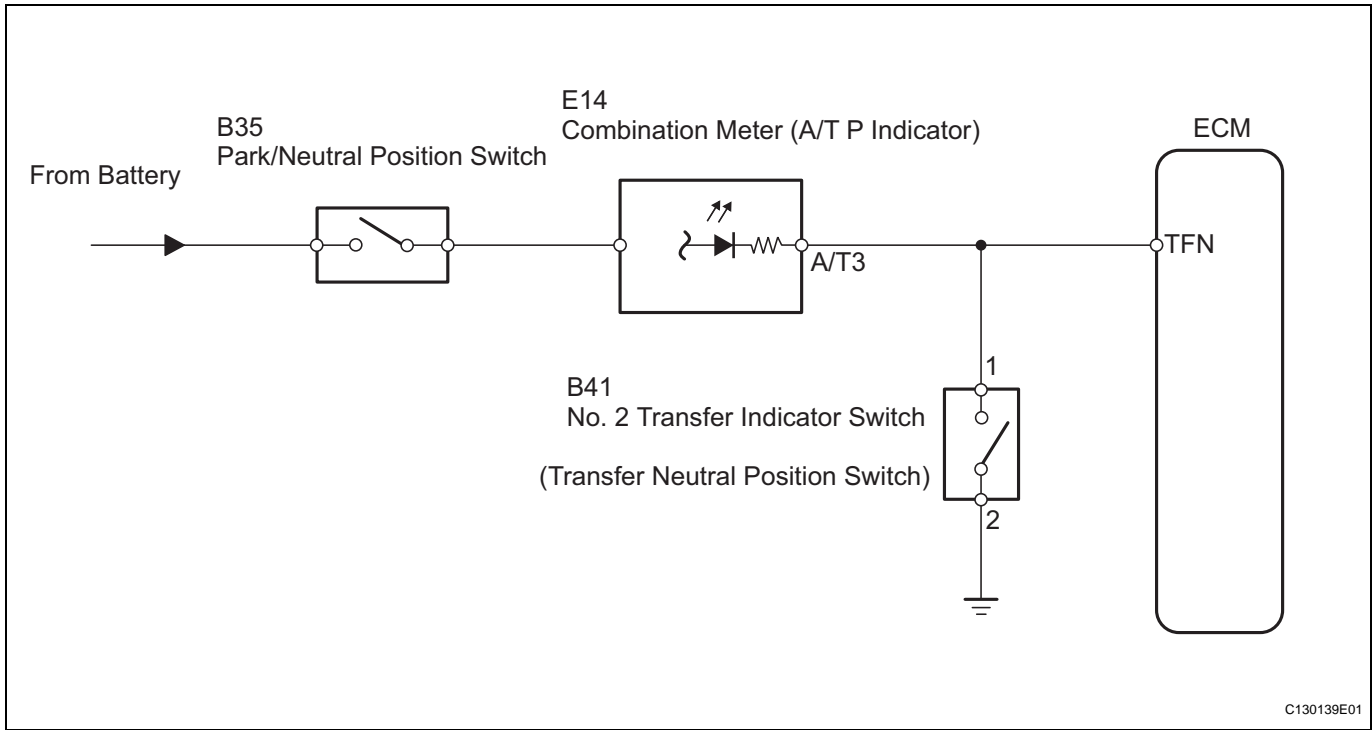 From Battery
B35
Park/Neutral Position Switch
E14
Combination Meter (A/T P Indicator)
A/T3
ECM
TFN
B41
No. 2 Transfer Indicator Switch
(Transfer Neutral Position Switch)
1
2
C130139E01